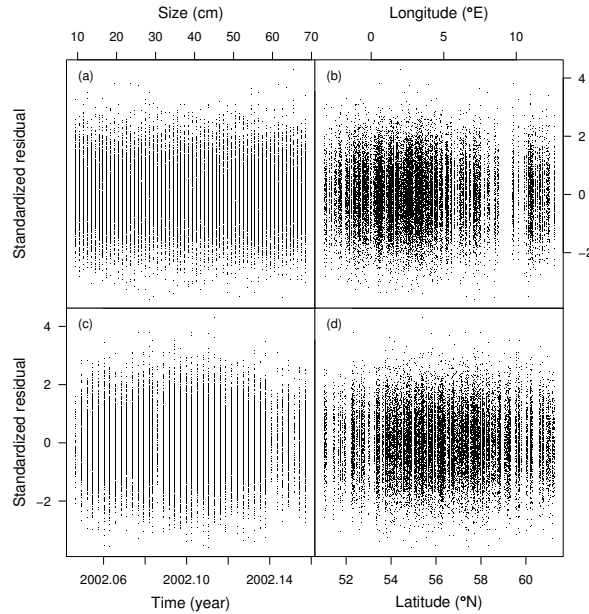 Size (cm)
Longitude (°E)
10 20 30 40 50 60 70
0 5 10
(a)
(b)
Standardized residual
4
2
0
−2
(c)
(d)
Standardized residual
4
2
0
−2
2002.06 2002.10 2002.14
52 54 56 58 60
Time (year)
Latitude (°N)